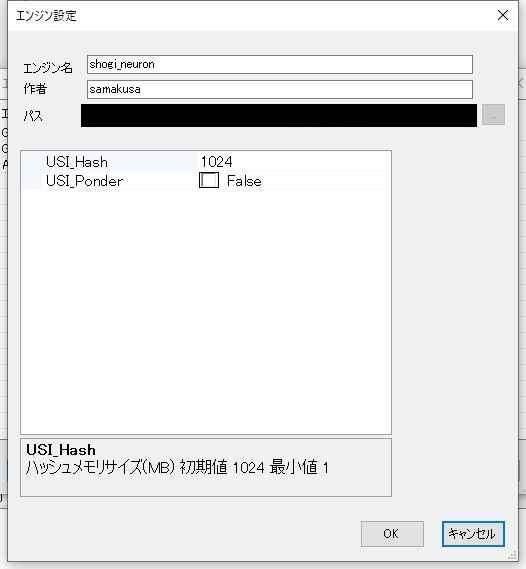 エンジン設定
エンジン名 shogi_neuron
作者 samakusa
パス ...
USI_Hash 1024
USI_Ponder False
USI_Hash
ハッシュメモリサイズ(MB) 初期値 1024 最小値 1
OK キャンセル